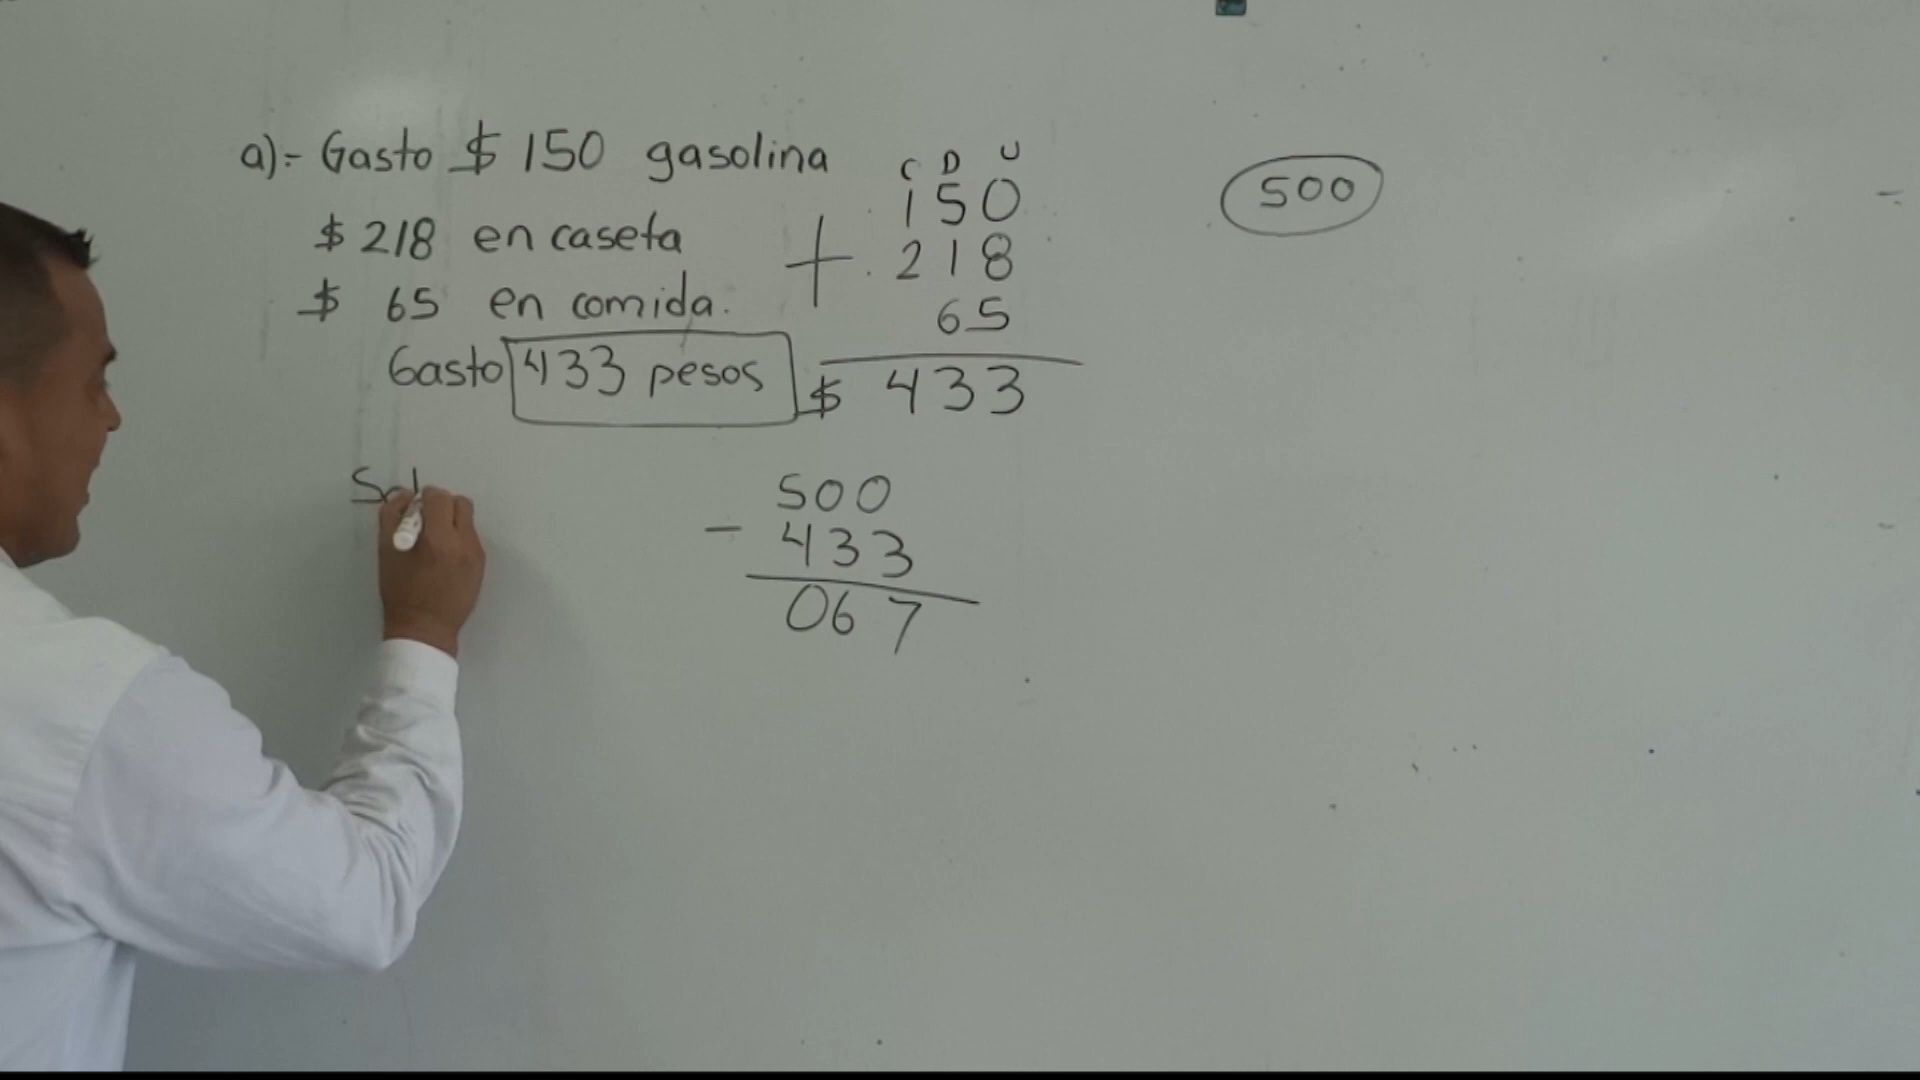 a):- Gasto $ 150 gasolina
$ 218 en caseta
$ 65 en comida.
Gasto 433 pesos
C D U
150
+ 218
65
$ 433
500
500
- 433
067